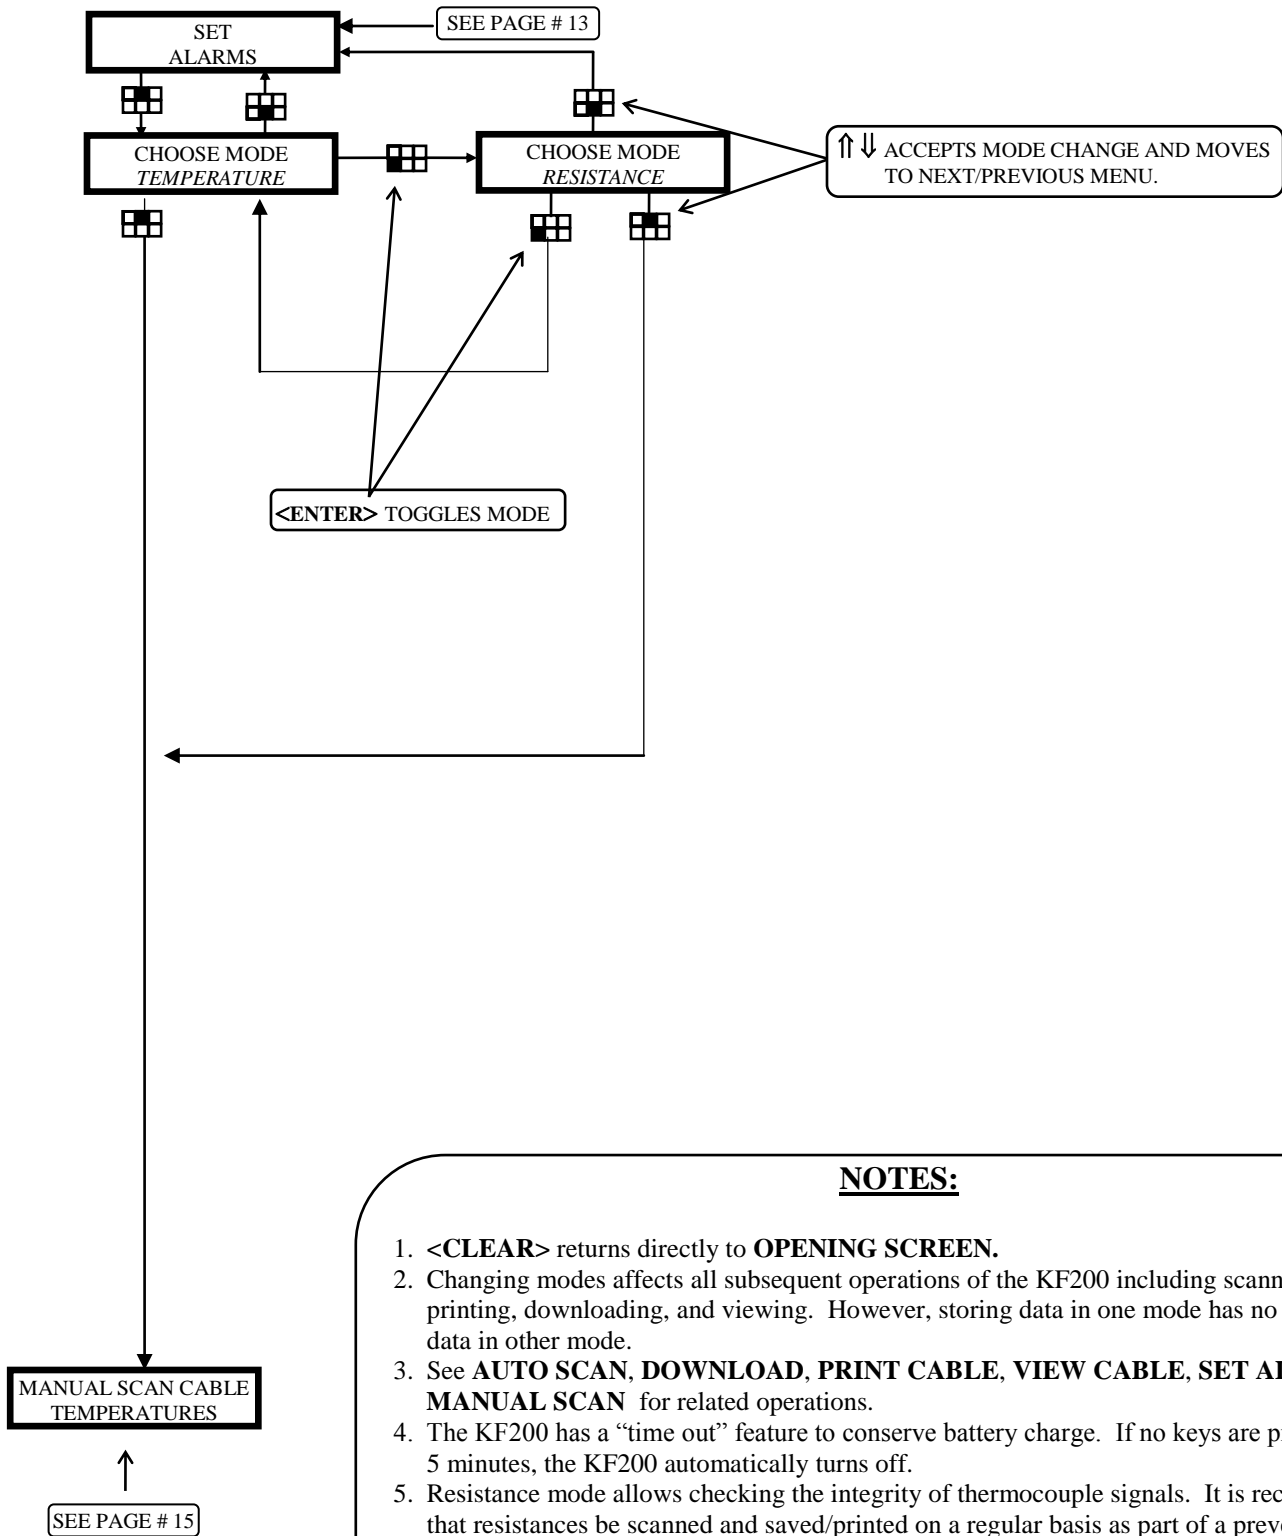 SET
ALARMS
SEE PAGE # 13
CHOOSE MODE
TEMPERATURE
CHOOSE MODE
RESISTANCE
⇑ ⇓ ACCEPTS MODE CHANGE AND MOVES
TO NEXT/PREVIOUS MENU.
<ENTER> TOGGLES MODE
NOTES:
1. <CLEAR> returns directly to OPENING SCREEN.
2. Changing modes affects all subsequent operations of the KF200 including
printing, downloading, and viewing. However, storing data in one mode has no
data in other mode.
3. See AUTO SCAN, DOWNLOAD, PRINT CABLE, VIEW CABLE, SET
MANUAL SCAN for related operations.
4. The KF200 has a “time out” feature to conserve battery charge. If no keys are
5 minutes, the KF200 automatically turns off.
5. Resistance mode allows checking the integrity of thermocouple signals. It is
that resistances be scanned and saved/printed on a regular basis as part of a
MANUAL SCAN CABLE
TEMPERATURES
SEE PAGE # 15